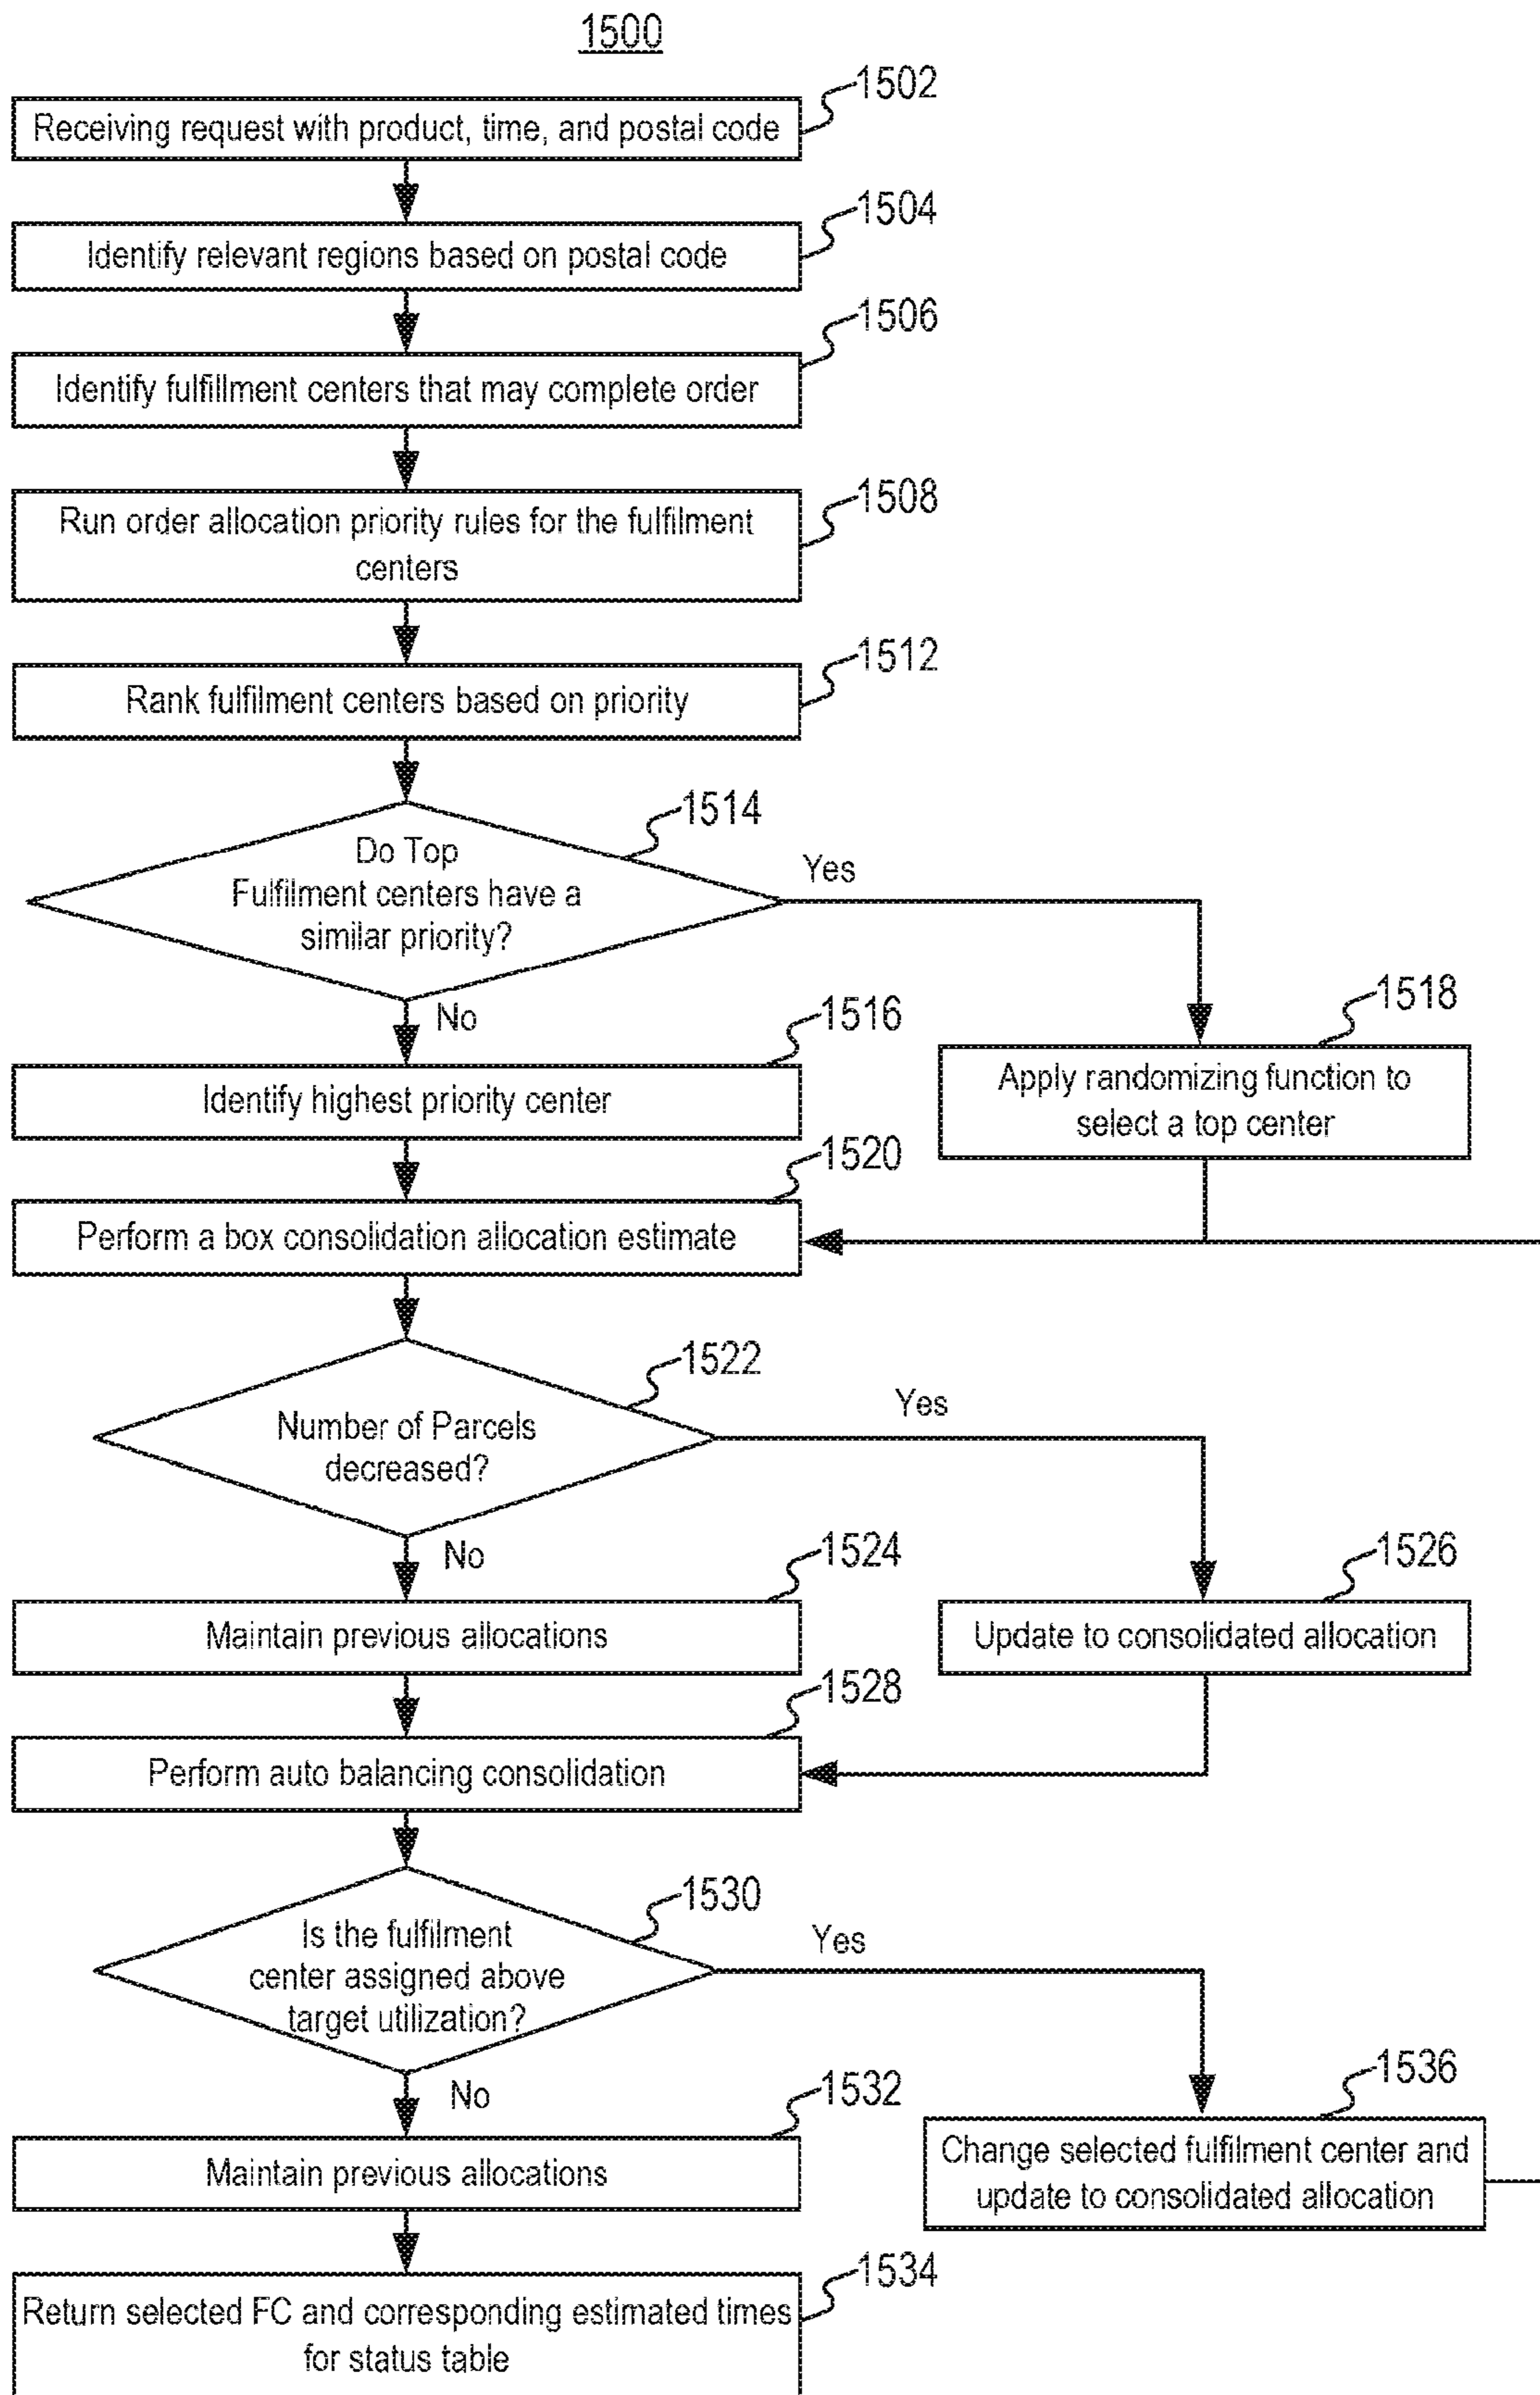 1500
1502
Receiving request with product, time, and postal code
1504
Identify relevant regions based on postal code
1506
Identify fulfillment centers that may complete order
1508
Run order allocation priority rules for the fulfilment
centers
1512
Rank fulfilment centers based on priority
1514
Do Top
Fulfilment centers have a
similar priority?
Yes
No
1516
Identify highest priority center
1518
Apply randomizing function to
select a top center
1520
Perform a box consolidation allocation estimate
1522
Number of Parcels
decreased?
Yes
No
1524
Maintain previous allocations
1526
Update to consolidated allocation
1528
Perform auto balancing consolidation
1530
Is the fulfilment
center assigned above
target utilization?
Yes
No
1532
Maintain previous allocations
1536
Change selected fulfilment center and
update to consolidated allocation
1534
Return selected FC and corresponding estimated times
for status table